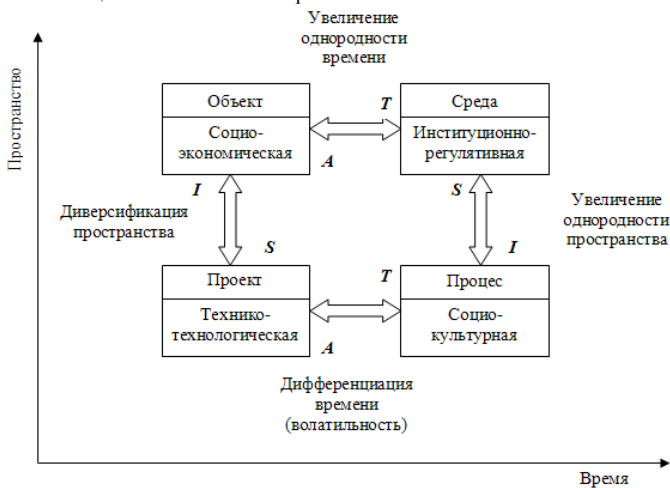 Увеличение
однородности
времени
Пространство
Объект
Социо-
экономическая
T
A
Среда
Институционно-
регулятивная
I
S
Диверсификация
пространства
S
I
Увеличение
однородности
пространства
Проект
Технико-
технологическая
T
A
Процес
Социо-
культурная
Дифференциация
времени
(волатильность)
Время